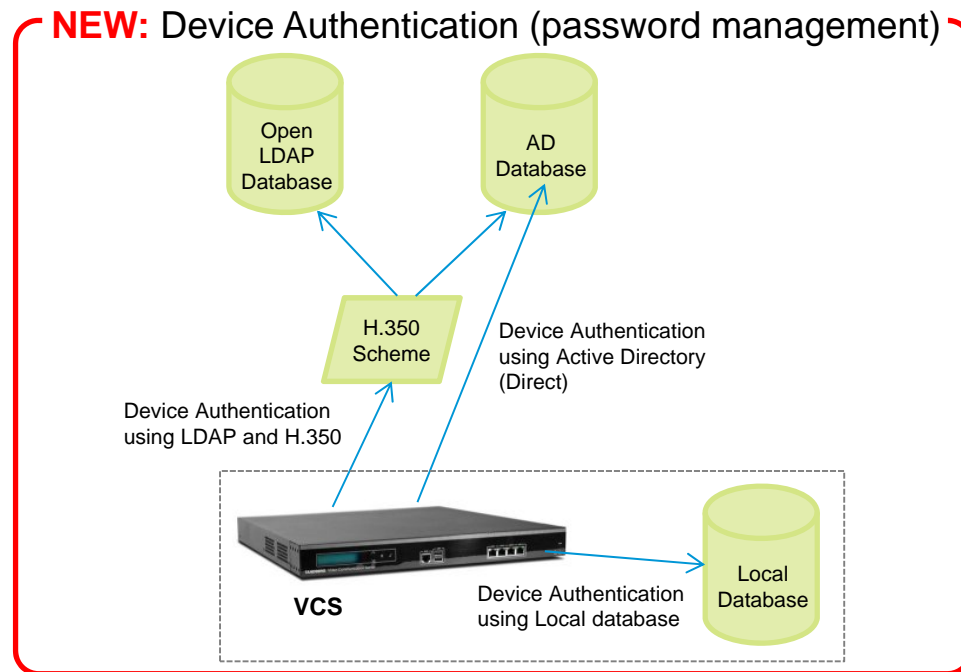 NEW: Device Authentication (password management)
Open
LDAP
Database
AD
Database
H.350
Scheme
Device Authentication
using Active Directory
(Direct)
Device Authentication
using LDAP and H.350
VCS
Device Authentication
using Local database
Local
Database